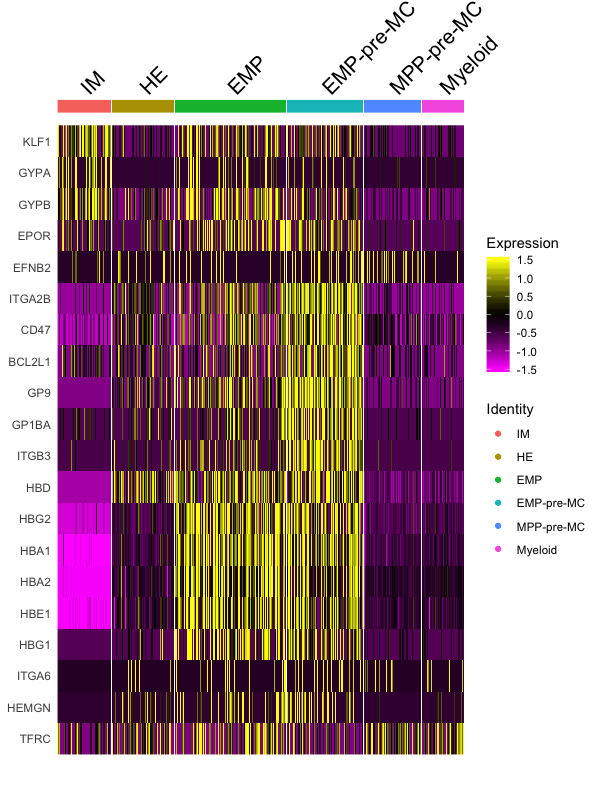 IM
HE
EMP
EMP-pre-MC
MPP-pre-MC
Myeloid
KLF1
GYPA
GYPB
EPOR
EFNB2
ITGA2B
CD47
BCL2L1
GP9
GP1BA
ITGB3
HBD
HBG2
HBA1
HBA2
HBE1
HBG1
ITGA6
HEMGN
TFRC
Expression
1.5
1.0
0.5
0.0
-0.5
-1.0
-1.5
Identity
IM
HE
EMP
EMP-pre-MC
MPP-pre-MC
Myeloid